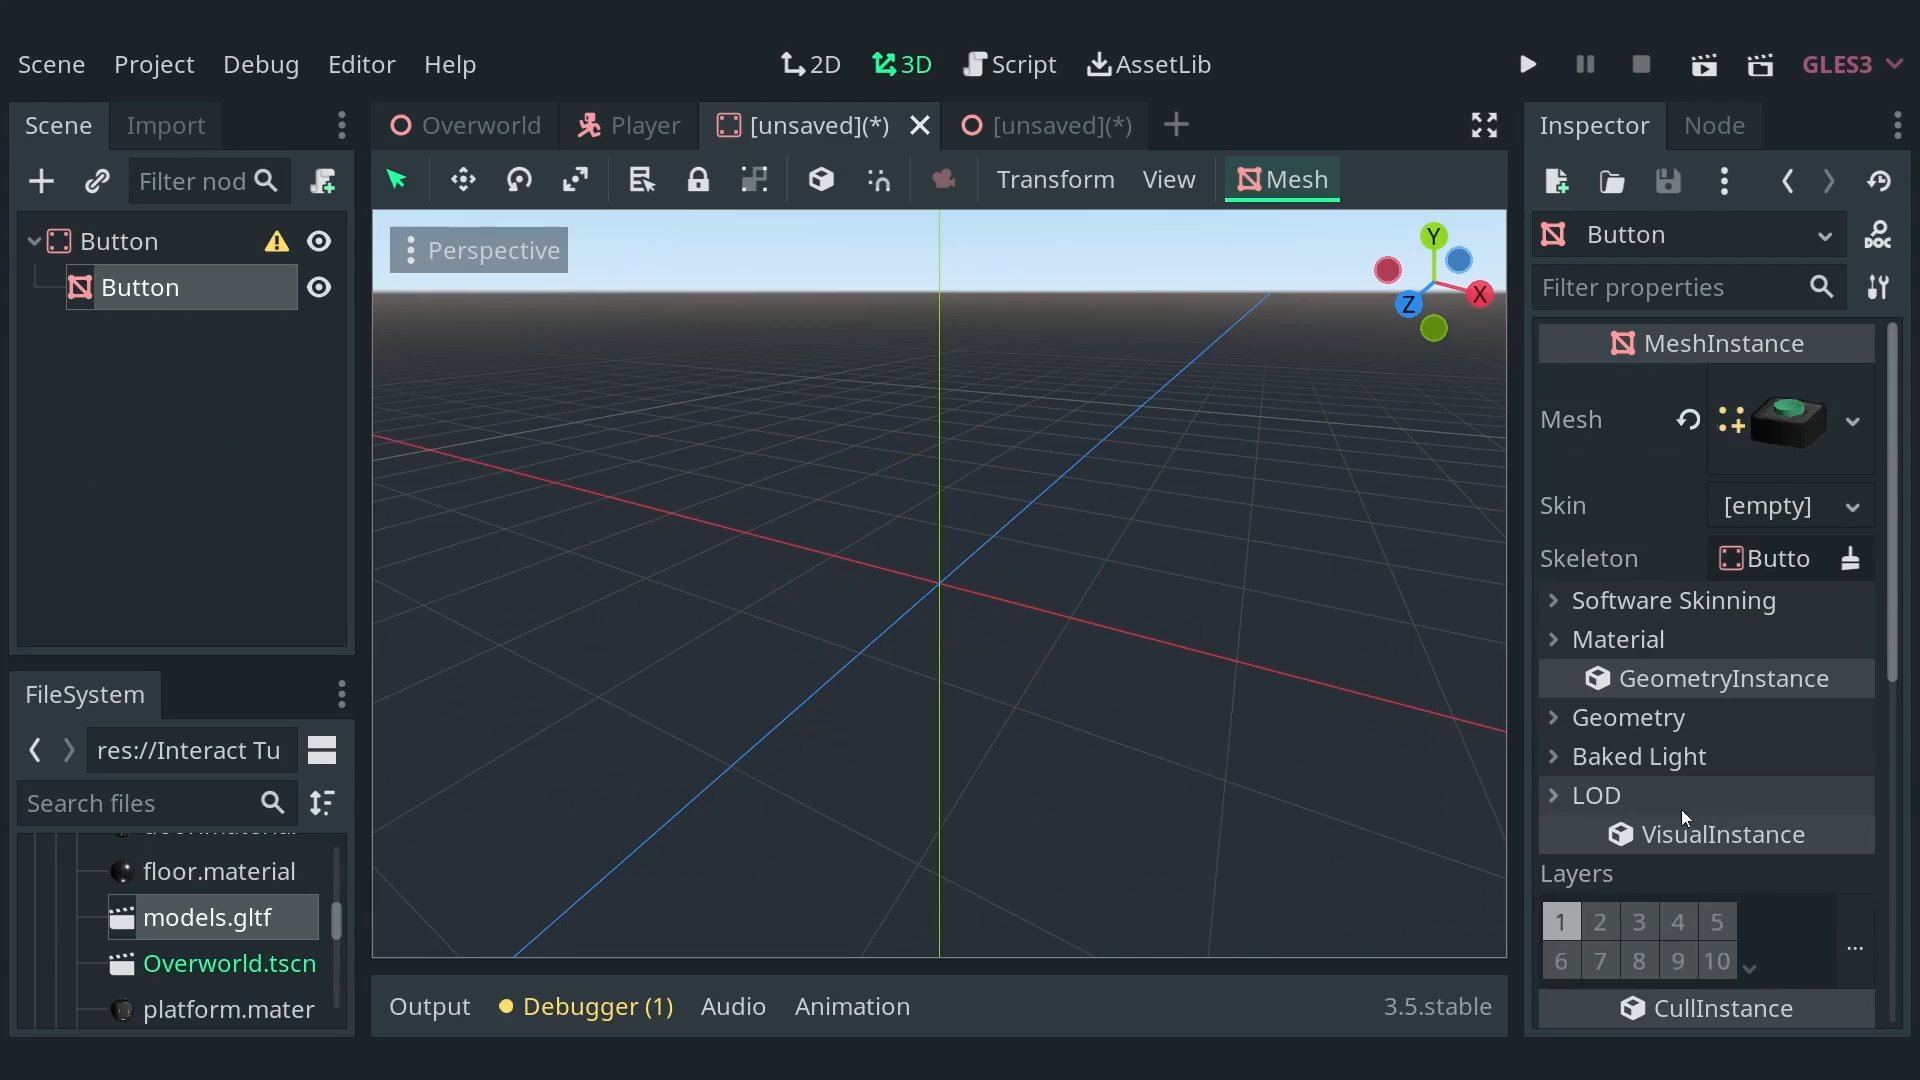 Scene Project Debug Editor Help 2D 3D Script AssetLib GLES3
Scene Import
Overworld Player [unsaved](*) [unsaved](*)
Inspector Node
Filter nod
Transform View Mesh
Button
Button
Perspective
Y
X
Z
Button
Filter properties
MeshInstance
Mesh
Skin [empty]
Skeleton Butto
Software Skinning
Material
GeometryInstance
Geometry
Baked Light
LOD
VisualInstance
Layers
1 2 3 4 5
6 7 8 9 10
...
CullInstance
FileSystem
res://Interact Tu
Search files
floor.material
models.gltf
Overworld.tscn
platform.mater
Output Debugger (1) Audio Animation 3.5.stable